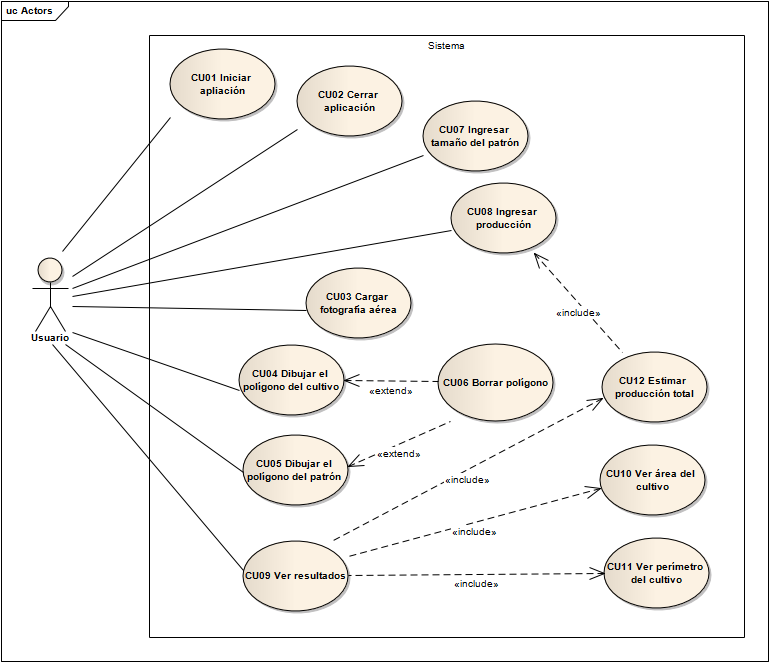 uc Actors
Sistema
CU01 Iniciar
apliación
CU02 Cerrar
aplicación
CU07 Ingresar
tamaño del patrón
CU08 Ingresar
producción
«include»
CU03 Cargar
fotografía aérea
Usuario
CU04 Dibujar el
polígono del cultivo
«extend»
CU06 Borrar polígono
CU12 Estimar
producción total
CU05 Dibujar el
polígono del patrón
«extend»
«include»
CU10 Ver área del
cultivo
«include»
CU09 Ver resultados
«include»
CU11 Ver perímetro
del cultivo